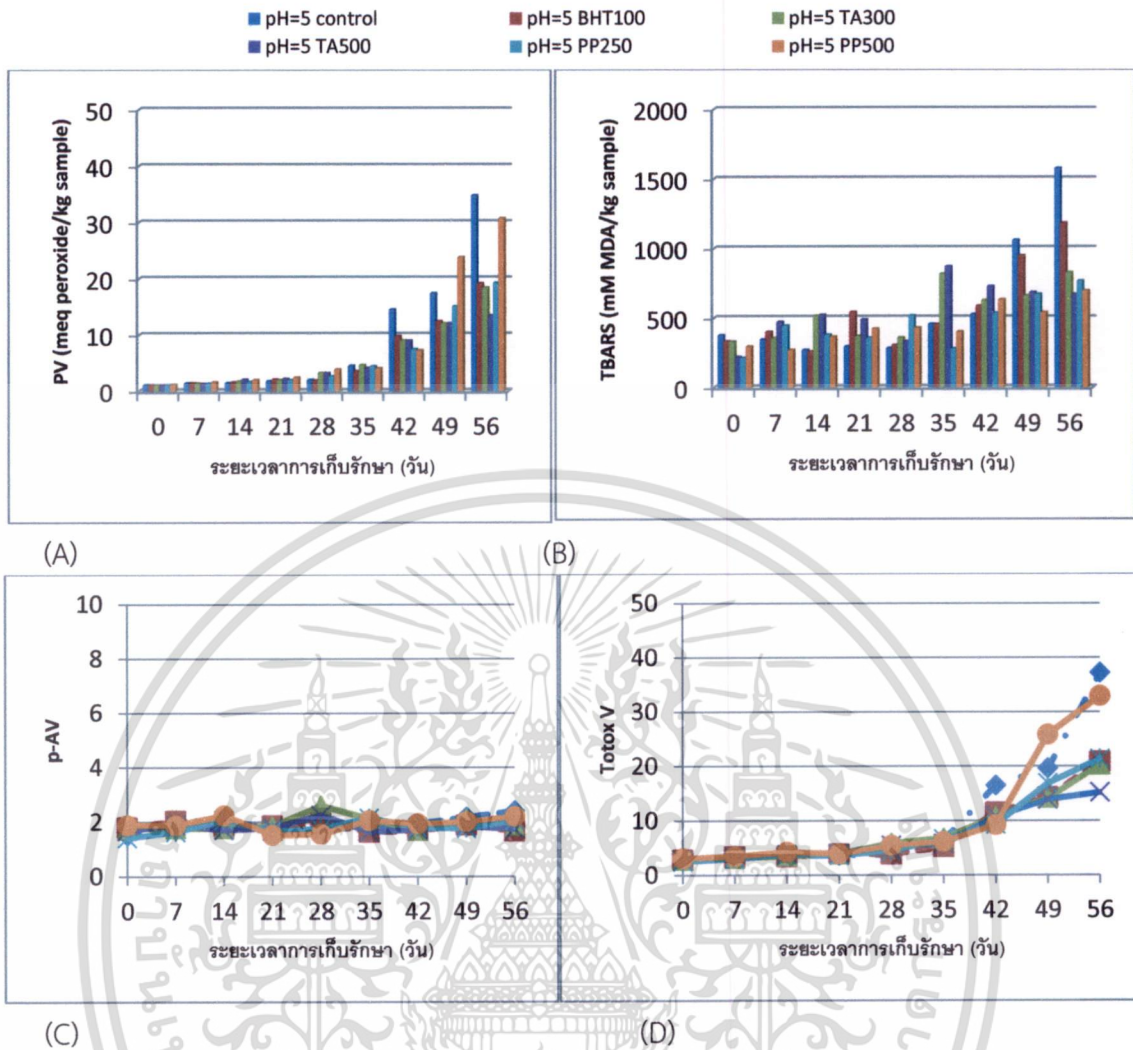 pH=5 control
pH=5 BHT100
pH=5 TA300
pH=5 TA500
pH=5 PP250
pH=5 PP500
PV (meq peroxide/kg sample)
50
40
30
20
10
0
0 7 14 21 28 35 42 49 56
ระยะเวลาการเก็บรักษา (วัน)
(A)
TBARS (mM MDA/kg sample)
2000
1500
1000
500
0
0 7 14 21 28 35 42 49 56
ระยะเวลาการเก็บรักษา (วัน)
(B)
p-AV
10
8
6
4
2
0
0 7 14 21 28 35 42 49 56
ระยะเวลาการเก็บรักษา (วัน)
(C)
Totox V
50
40
30
20
10
0
0 7 14 21 28 35 42 49 56
ระยะเวลาการเก็บรักษา (วัน)
(D)